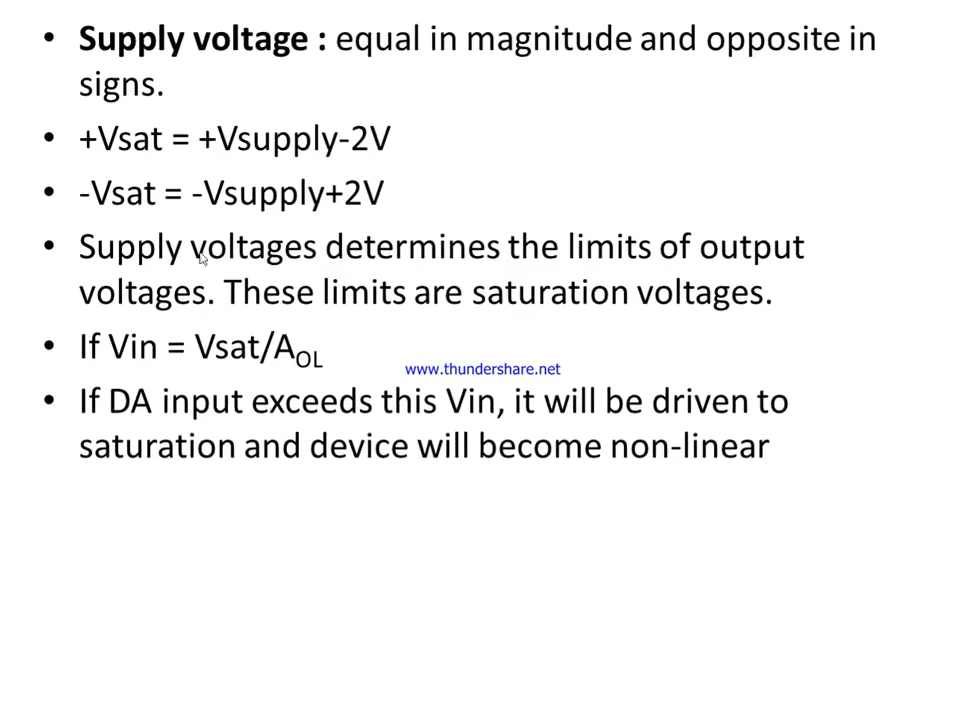 • Supply voltage : equal in magnitude and opposite in
signs.
• +Vsat = +Vsupply-2V
• -Vsat = -Vsupply+2V
• Supply voltages determines the limits of output
voltages. These limits are saturation voltages.
• If Vin = Vsat/AOL
www.thundershare.net
• If DA input exceeds this Vin, it will be driven to
saturation and device will become non-linear